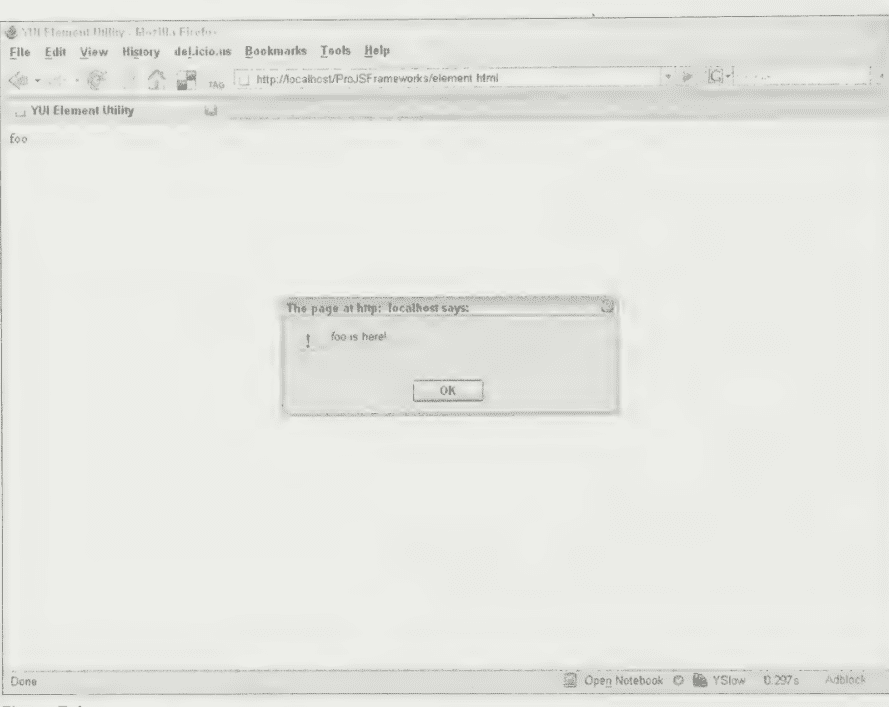 YUI Element Utility - Mozilla Firefox
File Edit View History del.icio.us Bookmarks Tools Help
TAG http://localhost/ProJSFrameworks/element.html
YUI Element Utility
foo
The page at http: localhost says:
foo is here!
OK
Done Open Notebook YSlow 0.297s Adblock